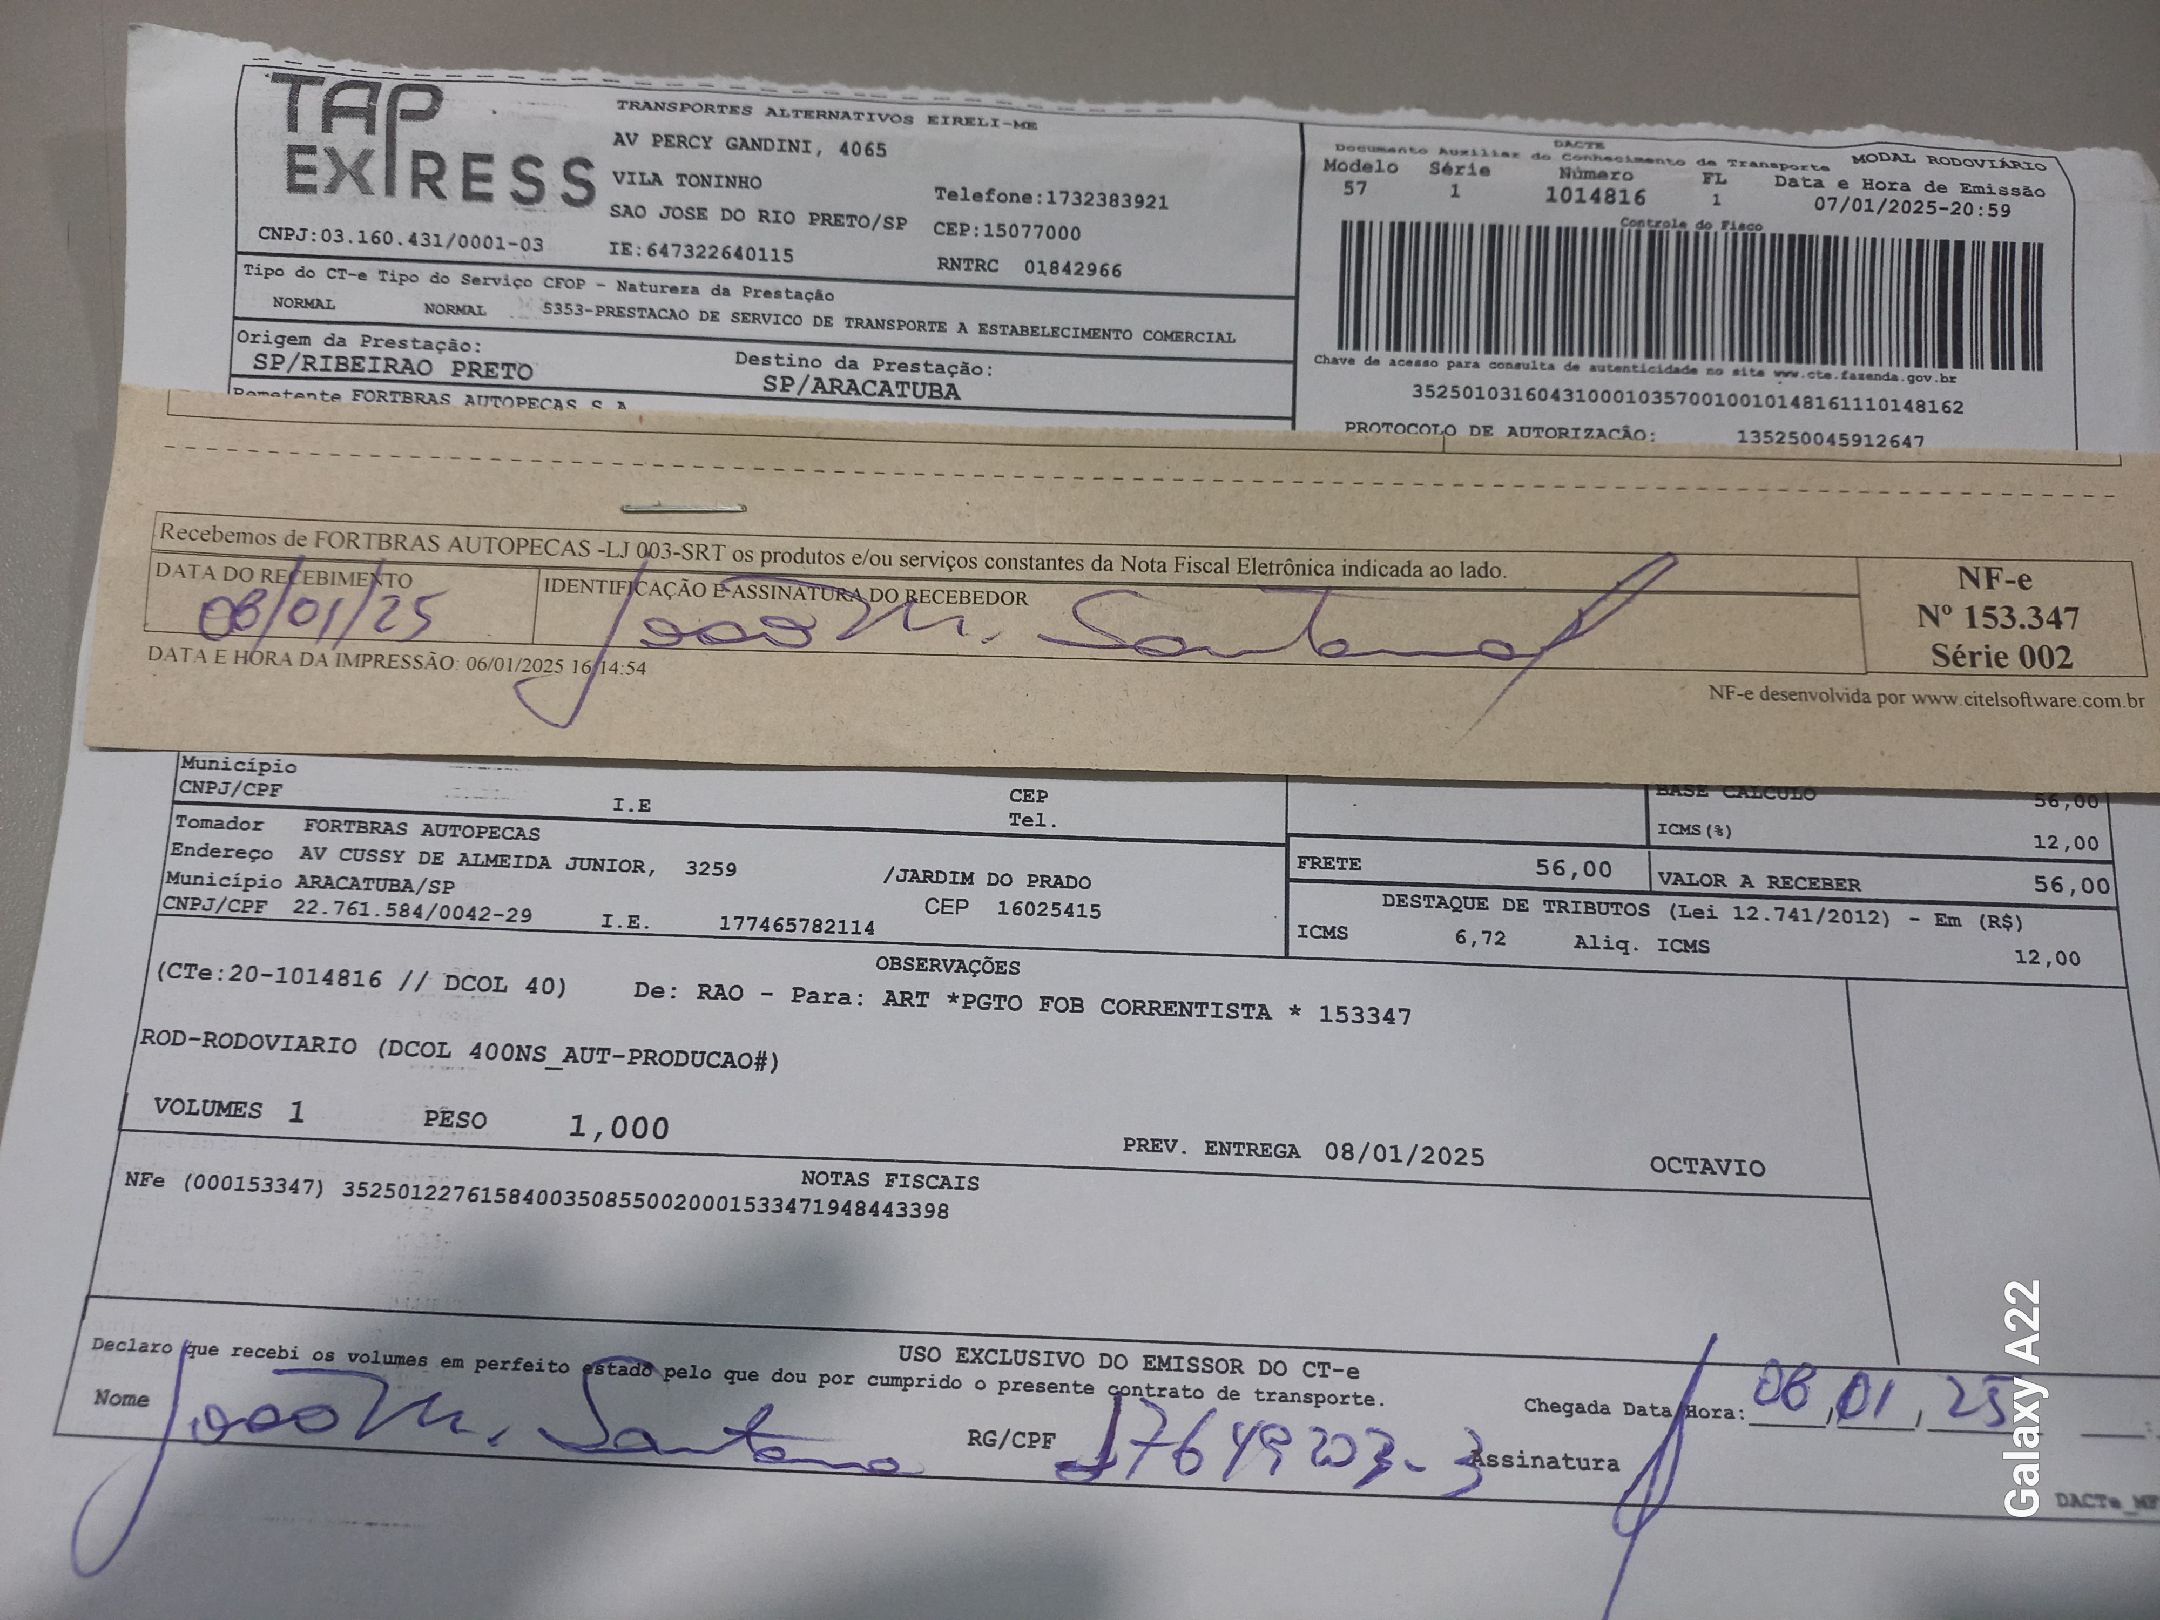 TAP
EXPRESS
TRANSPORTES ALTERNATIVOS EIRELI-ME
AV PERCY GANDINI, 4065
VILA TONINHO
Telefone:1732383921
SAO JOSE DO RIO PRETO/SP
CEP:15077000
CNPJ:03.160.431/0001-03
IE:647322640115
RNTRC 01842966
DACTE
Documento Auxiliar do Conhecimento de Transporte MODAL RODOVIÁRIO
Modelo Série Número FL Data e Hora de Emissão
57 1 1014816 1 07/01/2025-20:59
Controle do Fisco
Tipo do CT-e Tipo do Serviço CFOP - Natureza da Prestação
NORMAL NORMAL 5353-PRESTACAO DE SERVICO DE TRANSPORTE A ESTABELECIMENTO COMERCIAL
Origem da Prestação: Destino da Prestação:
SP/RIBEIRAO PRETO SP/ARACATUBA
Chave de acesso para consulta de autenticidade no site www.cte.fazenda.gov.br
35250103160431000103570010010148161110148162
PROTOCOLO DE AUTORIZACÃO: 135250045912647
Remetente FORTBRAS AUTOPECAS S A
Recebemos de FORTBRAS AUTOPECAS -LJ 003-SRT os produtos e/ou serviços constantes da Nota Fiscal Eletrônica indicada ao lado.
DATA DO RECEBIMENTO
08/01/25
IDENTIFICAÇÃO E ASSINATURA DO RECEBEDOR
João M. Santana
NF-e
Nº 153.347
Série 002
DATA E HORA DA IMPRESSÃO: 06/01/2025 16:14:54
NF-e desenvolvida por www.citelsoftware.com.br
Município
CNPJ/CPF I.E CEP
Tel.
BASE CALCULO 56,00
ICMS(%) 12,00
Tomador FORTBRAS AUTOPECAS
Endereço AV CUSSY DE ALMEIDA JUNIOR, 3259 /JARDIM DO PRADO
Município ARACATUBA/SP CEP 16025415
CNPJ/CPF 22.761.584/0042-29 I.E. 177465782114
FRETE 56,00 VALOR A RECEBER 56,00
DESTAQUE DE TRIBUTOS (Lei 12.741/2012) - Em (R$)
ICMS 6,72 Aliq. ICMS 12,00
OBSERVAÇÕES
(CTe:20-1014816 // DCOL 40) De: RAO - Para: ART *PGTO FOB CORRENTISTA * 153347
ROD-RODOVIARIO (DCOL 400NS_AUT-PRODUCAO#)
VOLUMES 1 PESO 1,000 PREV. ENTREGA 08/01/2025 OCTAVIO
NOTAS FISCAIS
NFe (000153347) 35250122761584003508550020001533471948443398
USO EXCLUSIVO DO EMISSOR DO CT-e
Declaro que recebi os volumes em perfeito estado pelo que dou por cumprido o presente contrato de transporte.
Nome João M. Santana RG/CPF 17649203-3 Assinatura
Chegada Data/Hora: 08,01,25
Galaxy A22